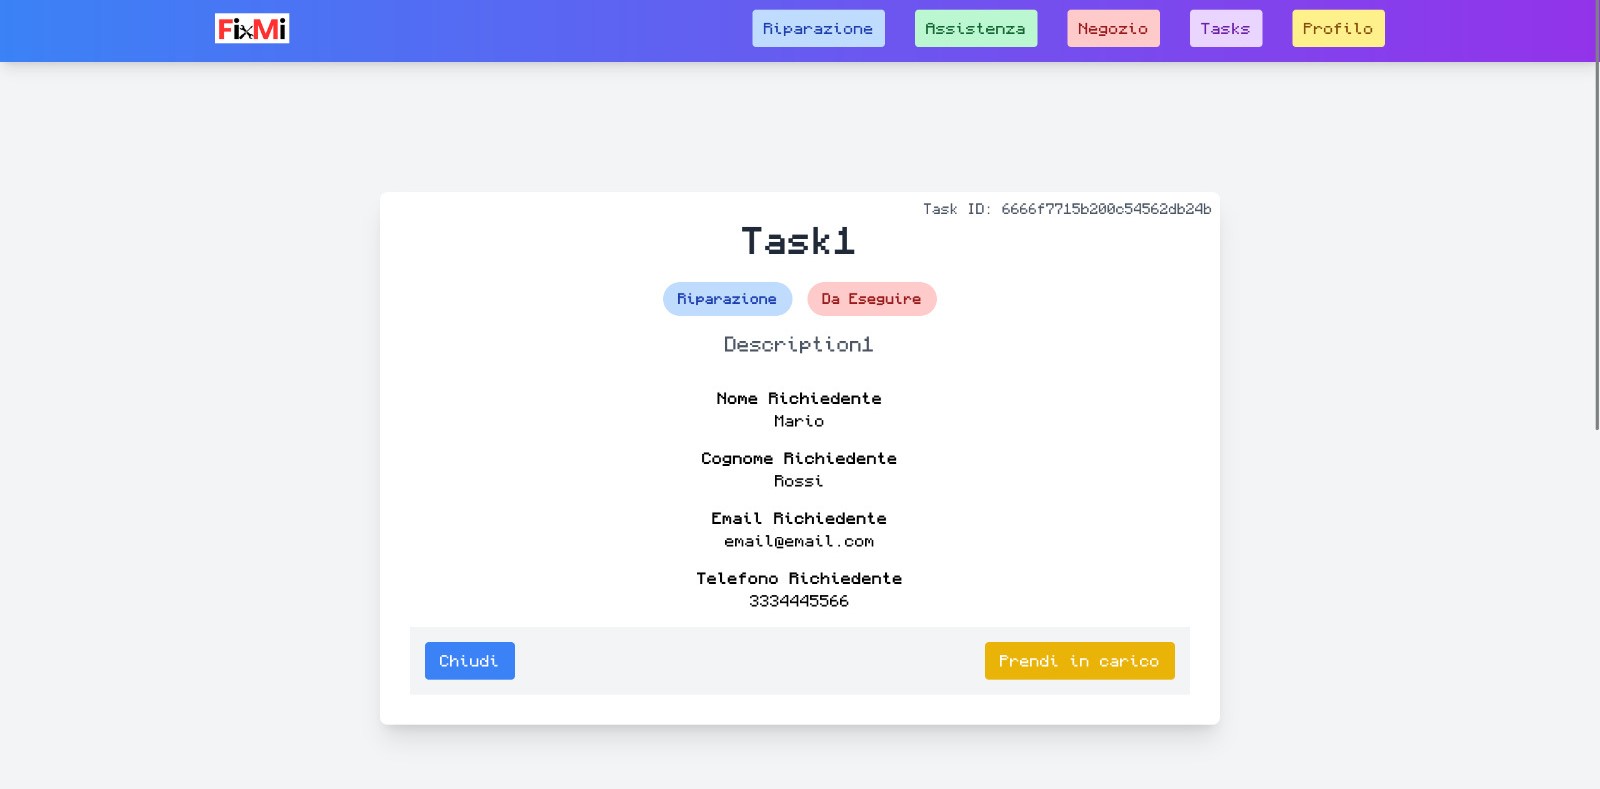 FixMi
Riparazione
Assistenza
Negozio
Tasks
Profilo
Task ID: 6666f7715b200c54562db24b
Task1
Riparazione
Da Eseguire
Description1
Nome Richiedente
Mario
Cognome Richiedente
Rossi
Email Richiedente
email@email.com
Telefono Richiedente
3334445566
Chiudi
Prendi in carico